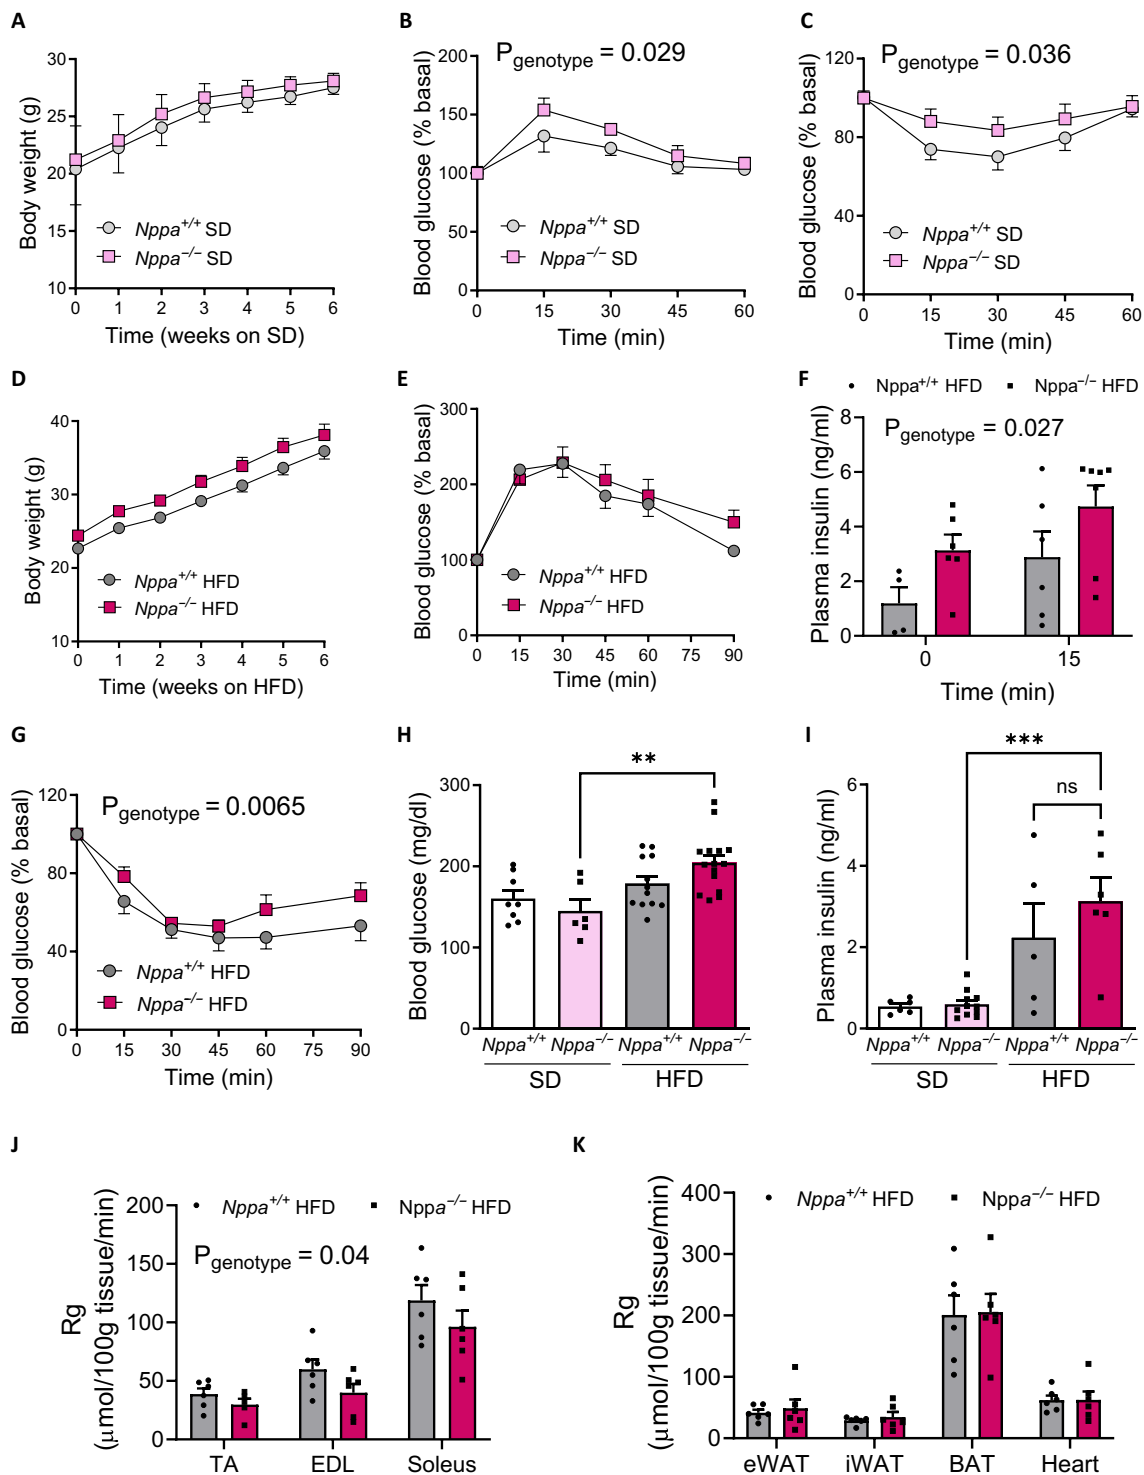 A
Body weight (g)
30
25
20
15
10
Nppa+/+ SD
Nppa−/− SD
0 1 2 3 4 5 6
Time (weeks on SD)
B
Blood glucose (% basal)
200
150
100
50
0
Pgenotype = 0.029
Nppa+/+ SD
Nppa−/− SD
0 15 30 45 60
Time (min)
C
Blood glucose (% basal)
120
80
40
0
Pgenotype = 0.036
Nppa+/+ SD
Nppa−/− SD
0 15 30 45 60
Time (min)
D
Body weight (g)
40
30
20
10
Nppa+/+ HFD
Nppa−/− HFD
0 1 2 3 4 5 6
Time (weeks on HFD)
E
Blood glucose (% basal)
300
200
100
0
Nppa+/+ HFD
Nppa−/− HFD
0 15 30 45 60 75 90
Time (min)
F
Nppa+/+ HFD Nppa−/− HFD
Plasma insulin (ng/ml)
8
6
4
2
0
Pgenotype = 0.027
0 15
Time (min)
G
Blood glucose (% basal)
120
80
40
0
Pgenotype = 0.0065
Nppa+/+ HFD
Nppa−/− HFD
0 15 30 45 60 75 90
Time (min)
H
Blood glucose (mg/dl)
300
200
100
0
**
Nppa+/+ Nppa−/− Nppa+/+ Nppa−/−
SD HFD
I
Plasma insulin (ng/ml)
6
4
2
0
***
ns
Nppa+/+ Nppa−/− Nppa+/+ Nppa−/−
SD HFD
J
Rg
(μmol/100g tissue/min)
200
150
100
50
0
Nppa+/+ HFD Nppa−/− HFD
Pgenotype = 0.04
TA EDL Soleus
K
Rg
(μmol/100g tissue/min)
400
300
200
100
0
Nppa+/+ HFD Nppa−/− HFD
eWAT iWAT BAT Heart